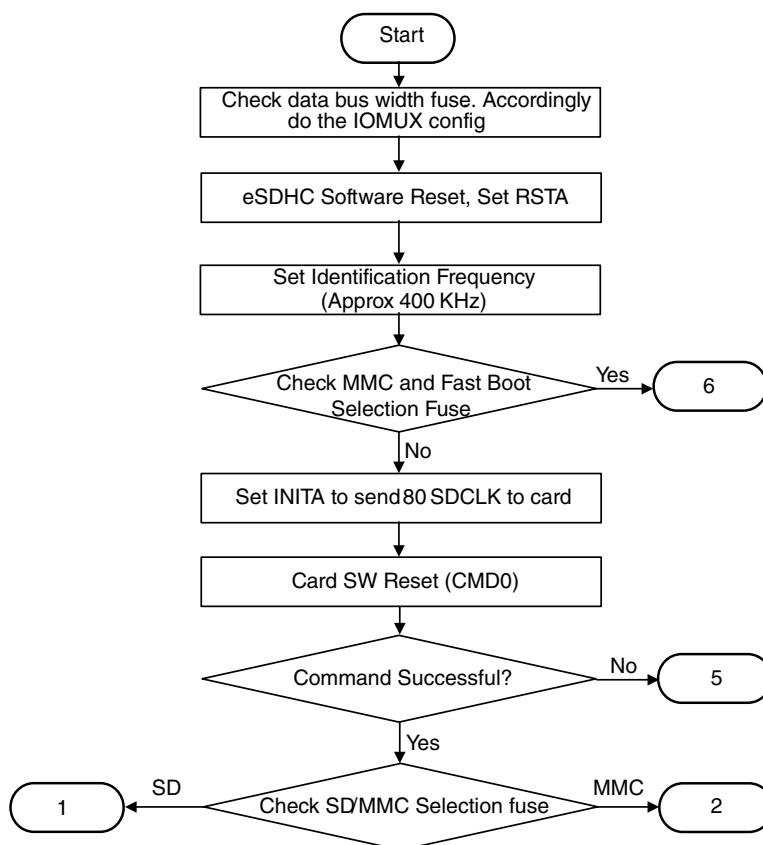 Start
Check data bus width fuse. Accordingly
do the IOMUX config
eSDHC Software Reset, Set RSTA
Set Identification Frequency
(Approx 400 KHz)
Check MMC and Fast Boot
Selection Fuse
Yes
6
No
Set INITA to send 80 SDCLK to card
Card SW Reset (CMD0)
Command Successful?
No
5
Yes
1
SD
Check SD/MMC Selection fuse
MMC
2